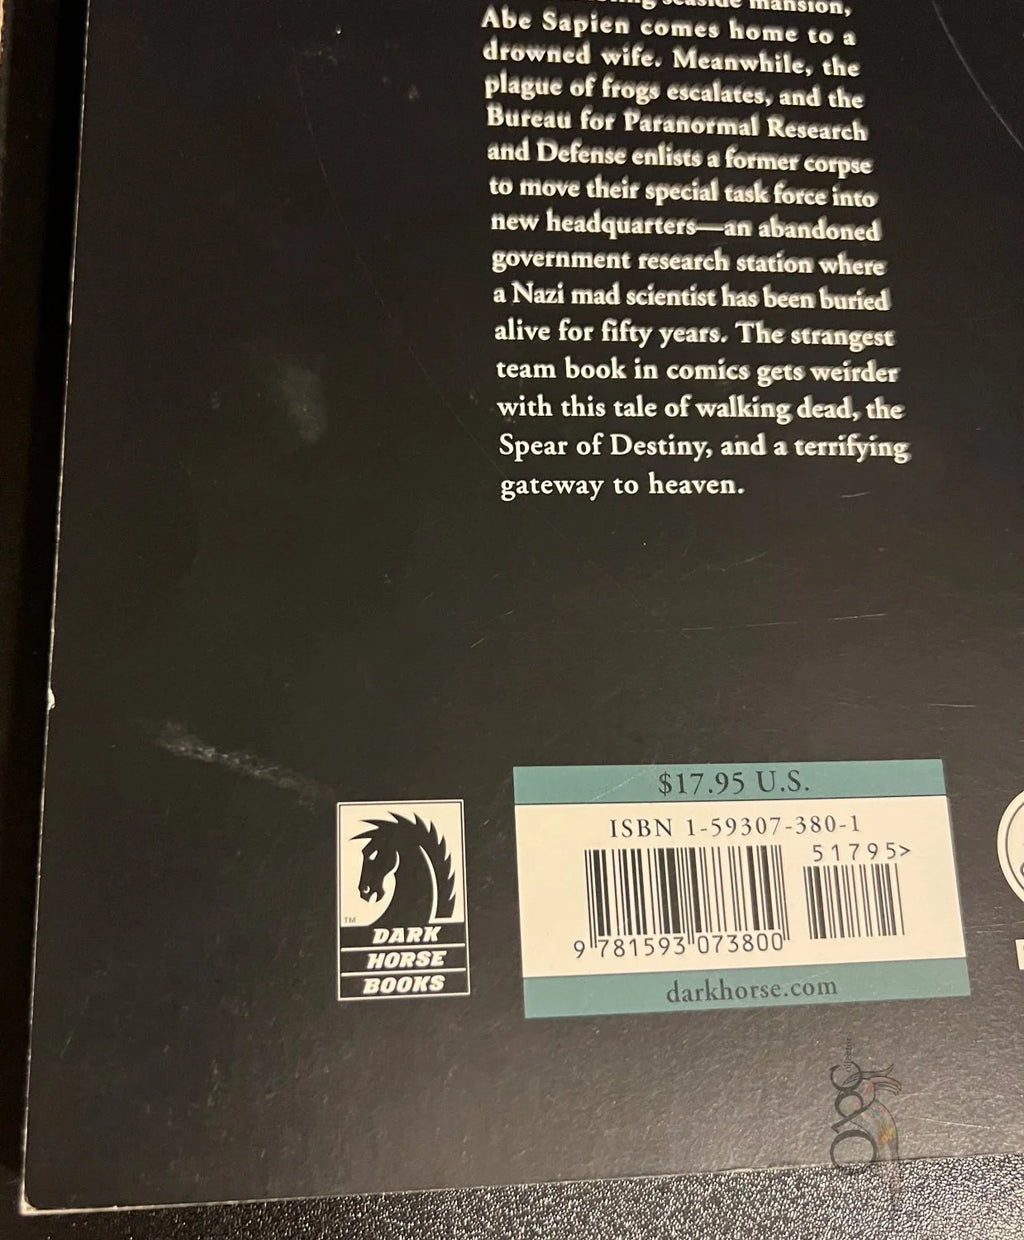 seaside mansion,
Abe Sapien comes home to a
drowned wife. Meanwhile, the
plague of frogs escalates, and the
Bureau for Paranormal Research
and Defense enlists a former corpse
to move their special task force into
new headquarters—an abandoned
government research station where
a Nazi mad scientist has been buried
alive for fifty years. The strangest
team book in comics gets weirder
with this tale of walking dead, the
Spear of Destiny, and a terrifying
gateway to heaven.
$17.95 U.S.
ISBN 1-59307-380-1
51795>
9 781593 073800
darkhorse.com
TM
DARK
HORSE
BOOKS